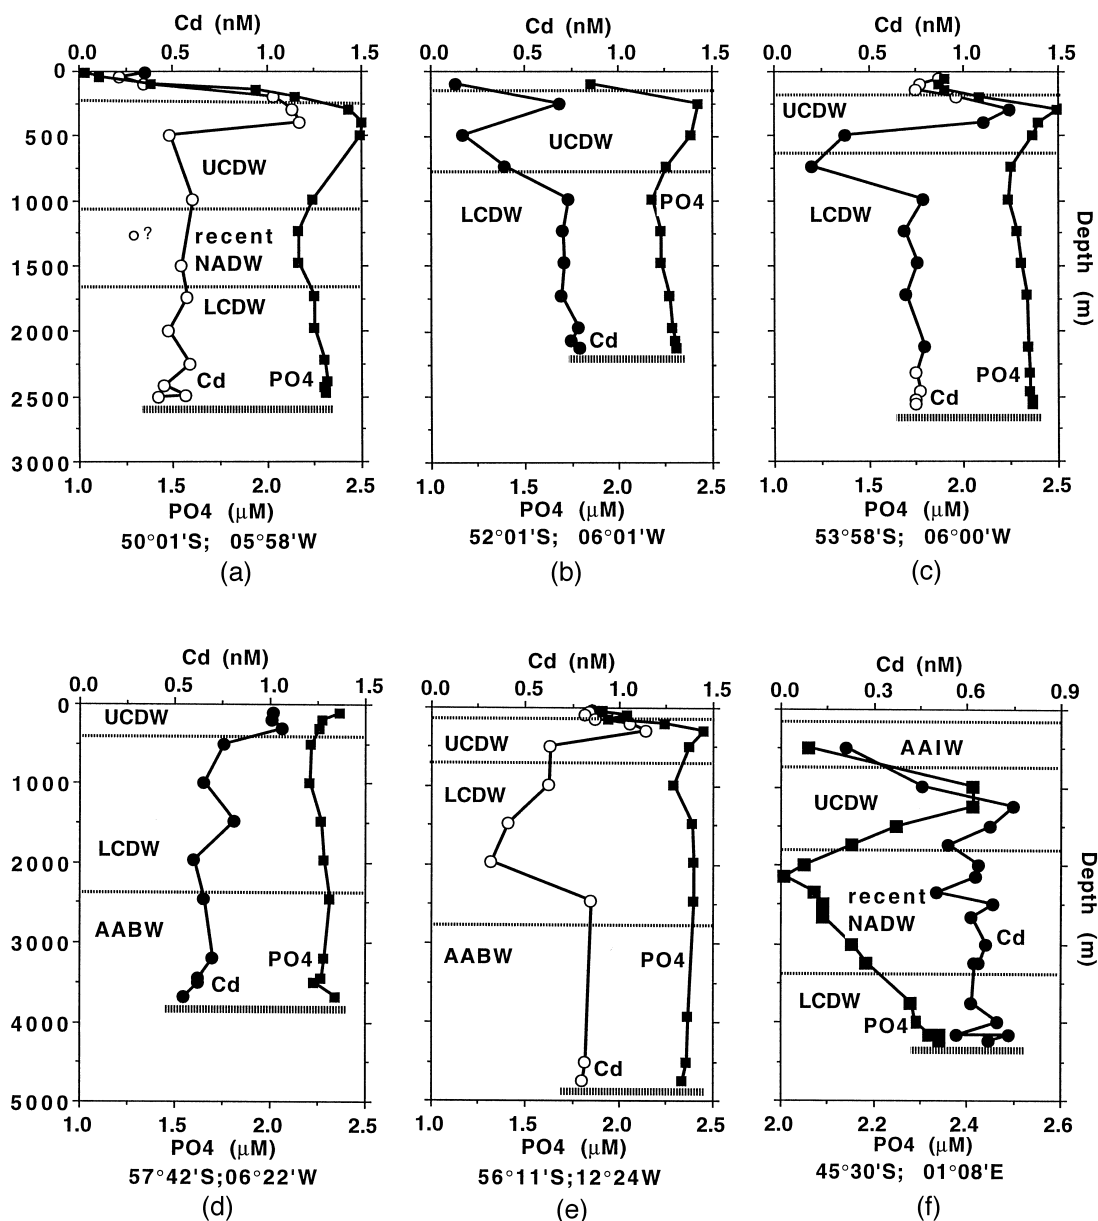 Cd (nM)
0.0 0.5 1.0 1.5
0
500
1000
1500
2000
2500
3000
UCDW
?
recent
NADW
LCDW
Cd
PO4
1.0 1.5 2.0 2.5
PO4 (μM)
50°01'S; 05°58'W
(a)
Cd (nM)
0.0 0.5 1.0 1.5
UCDW
LCDW
PO4
Cd
1.0 1.5 2.0 2.5
PO4 (μM)
52°01'S; 06°01'W
(b)
Cd (nM)
0.0 0.5 1.0 1.5
UCDW
LCDW
PO4
Cd
Depth (m)
1.0 1.5 2.0 2.5
PO4 (μM)
53°58'S; 06°00'W
(c)
Cd (nM)
0.0 0.5 1.0 1.5
0
1000
2000
3000
4000
5000
UCDW
LCDW
AABW
PO4
Cd
1.0 1.5 2.0 2.5
PO4 (μM)
57°42'S;06°22'W
(d)
Cd (nM)
0.0 0.5 1.0 1.5
UCDW
LCDW
AABW
PO4
Cd
1.0 1.5 2.0 2.5
PO4 (μM)
56°11'S;12°24W
(e)
Cd (nM)
0.0 0.3 0.6 0.9
AAIW
UCDW
recent
NADW
Cd
LCDW
PO4
Depth (m)
2.0 2.2 2.4 2.6
PO4 (μM)
45°30'S; 01°08'E
(f)